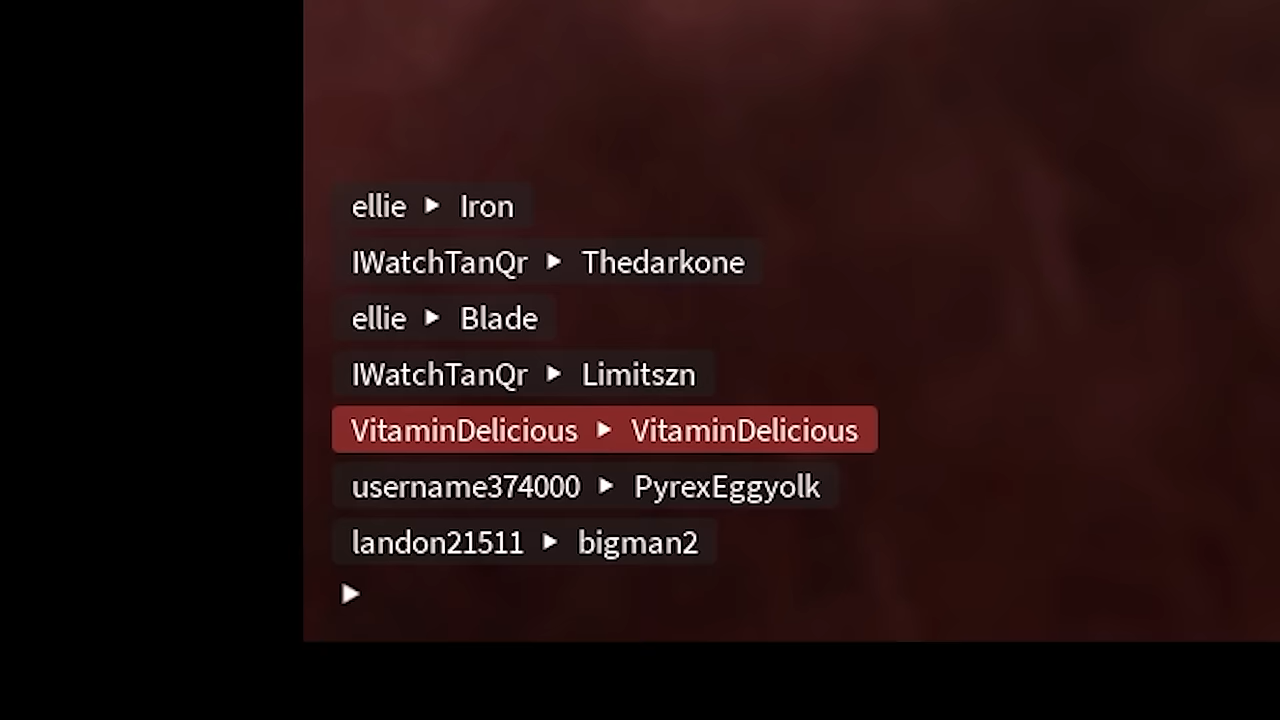 ellie ▶ Iron
IWatchTanQr ▶ Thedarkone
ellie ▶ Blade
IWatchTanQr ▶ Limitszn
VitaminDelicious ▶ VitaminDelicious
username374000 ▶ PyrexEggyolk
landon21511 ▶ bigman2
▶